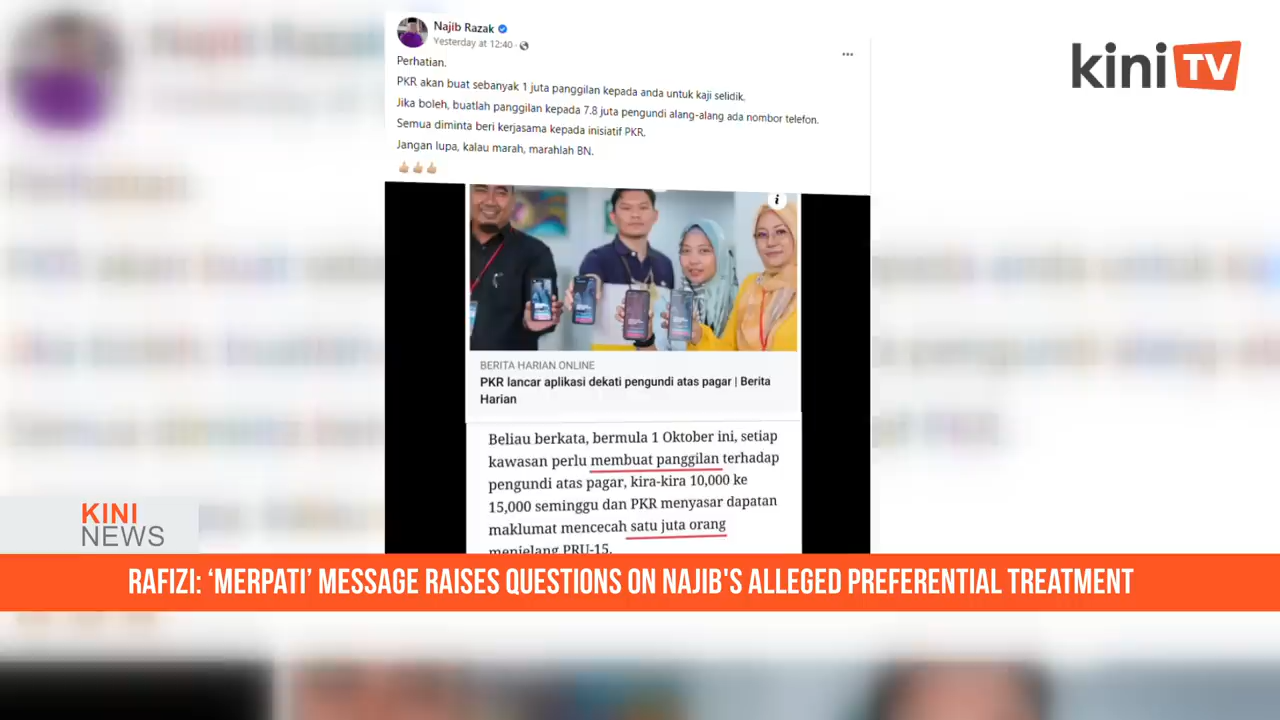 Najib Razak
Yesterday at 12:40 ·
Perhatian.
PKR akan buat sebanyak 1 juta panggilan kepada anda untuk kaji selidik.
Jika boleh, buatlah panggilan kepada 7.8 juta pengundi alang-alang ada nombor telefon.
Semua diminta beri kerjasama kepada inisiatif PKR.
Jangan lupa, kalau marah, marahlah BN.
kini TV
BERITA HARIAN ONLINE
PKR lancar aplikasi dekati pengundi atas pagar | Berita
Harian
Beliau berkata, bermula 1 Oktober ini, setiap
kawasan perlu membuat panggilan terhadap
pengundi atas pagar, kira-kira 10,000 ke
15,000 seminggu dan PKR menyasar dapatan
maklumat mencecah satu juta orang
menjelang PRU-15.
KINI
NEWS
RAFIZI: ‘MERPATI’ MESSAGE RAISES QUESTIONS ON NAJIB'S ALLEGED PREFERENTIAL TREATMENT